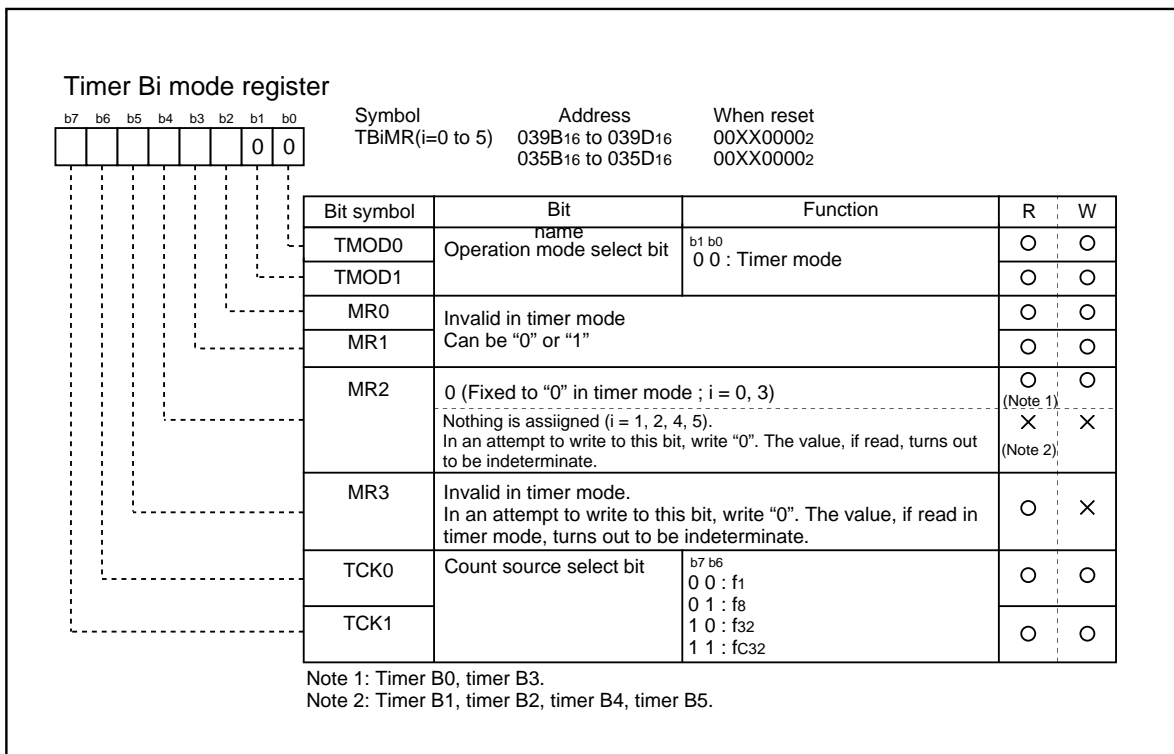 Timer Bi mode register
Symbol Address When reset
TBiMR(i=0 to 5) 039B16 to 039D16 00XX00002
035B16 to 035D16 00XX00002
b7 b6 b5 b4 b3 b2 b1 b0
0 0
Bit symbol Bit name Function R W
TMOD0 Operation mode select bit b1 b0
0 0 : Timer mode
TMOD1
MR0 Invalid in timer mode
MR1 Can be “0” or “1”
MR2 0 (Fixed to “0” in timer mode ; i = 0, 3) (Note 1)
Nothing is assiigned (i = 1, 2, 4, 5).
In an attempt to write to this bit, write “0”. The value, if read, turns out
to be indeterminate. (Note 2)
MR3 Invalid in timer mode.
In an attempt to write to this bit, write “0”. The value, if read in
timer mode, turns out to be indeterminate.
TCK0 Count source select bit b7 b6
0 0 : f1
0 1 : f8
TCK1 1 0 : f32
1 1 : fC32
Note 1: Timer B0, timer B3.
Note 2: Timer B1, timer B2, timer B4, timer B5.